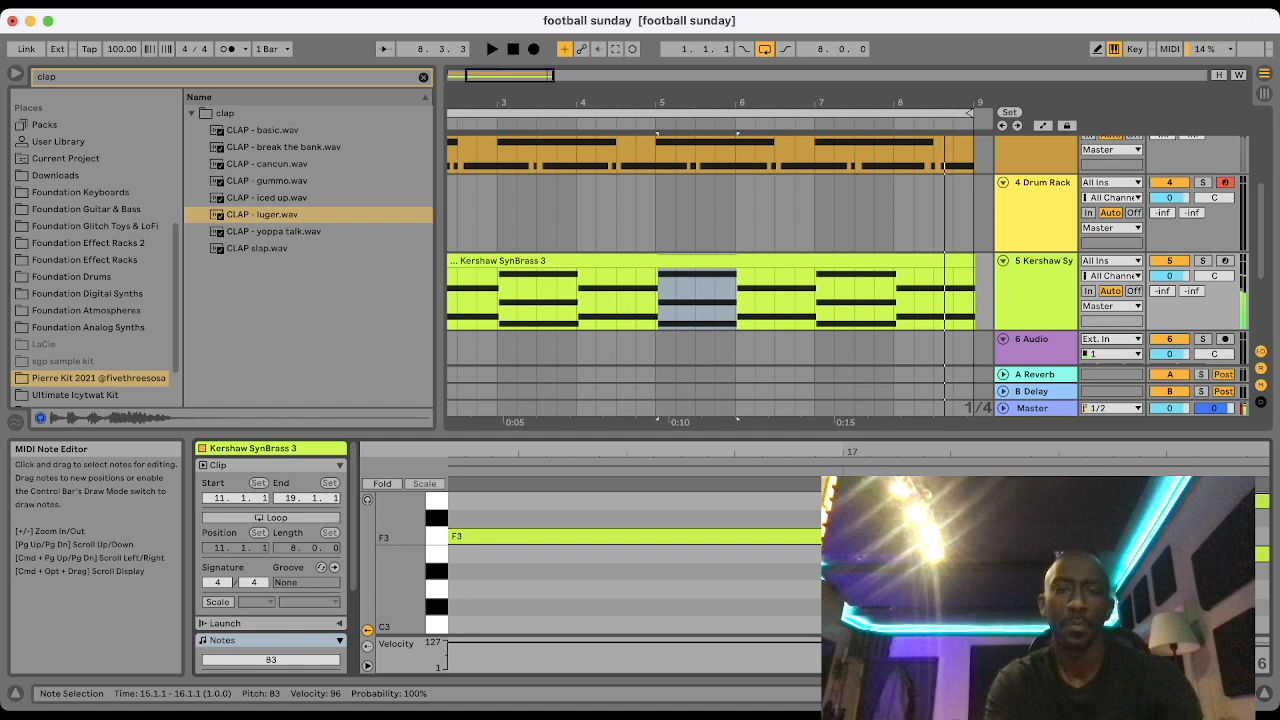 football sunday [football sunday]
Link Ext Tap 100.00 4 / 4 1 Bar 8. 3. 3 1. 1. 1 8. 0. 0 Key MIDI 14 %
clap
H W
Places
Packs
User Library
Current Project
Downloads
Foundation Keyboards
Foundation Guitar & Bass
Foundation Glitch Toys & LoFi
Foundation Effect Racks 2
Foundation Effect Racks
Foundation Drums
Foundation Digital Synths
Foundation Atmospheres
Foundation Analog Synths
LaCie
sgp sample kit
Pierre Kit 2021 @fivethreesosa
Ultimate Icytwat Kit
Name
clap
CLAP - basic.wav
CLAP - break the bank.wav
CLAP - cancun.wav
CLAP - gummo.wav
CLAP - iced up.wav
CLAP - luger.wav
CLAP - yoppa talk.wav
CLAP slap.wav
3 4 5 6 7 8 9
Set
Master
4 Drum Rack All Ins 4 S
All Channe 0 C
In Auto Off -inf -inf
Master
... Kershaw SynBrass 3
5 Kershaw Sy All Ins 5 S
All Channe 0 C
In Auto Off -inf -inf
Master
6 Audio Ext. In 6 S
1 0 C
A Reverb A S Post
B Delay B S Post
1/4 Master 1/2 0 0
0:05 0:10 0:15
MIDI Note Editor
Click and drag to select notes for editing.
Drag notes to new positions or enable
the Control Bar's Draw Mode switch to
draw notes.
[+/-] Zoom In/Out
[Pg Up/Pg Dn] Scroll Up/Down
[Cmd + Pg Up/Pg Dn] Scroll Left/Right
[Cmd + Opt + Drag] Scroll Display
Kershaw SynBrass 3
Clip
Start Set End Set
11. 1. 1 19. 1. 1
Loop
Position Set Length Set
11. 1. 1 8. 0. 0
Signature Groove
4 / 4 None
Scale
Launch
Notes
B3
17
Fold Scale
F3 F3
C3
Velocity 127
1
6
Note Selection Time: 15.1.1 - 16.1.1 (1.0.0) Pitch: B3 Velocity: 96 Probability: 100%